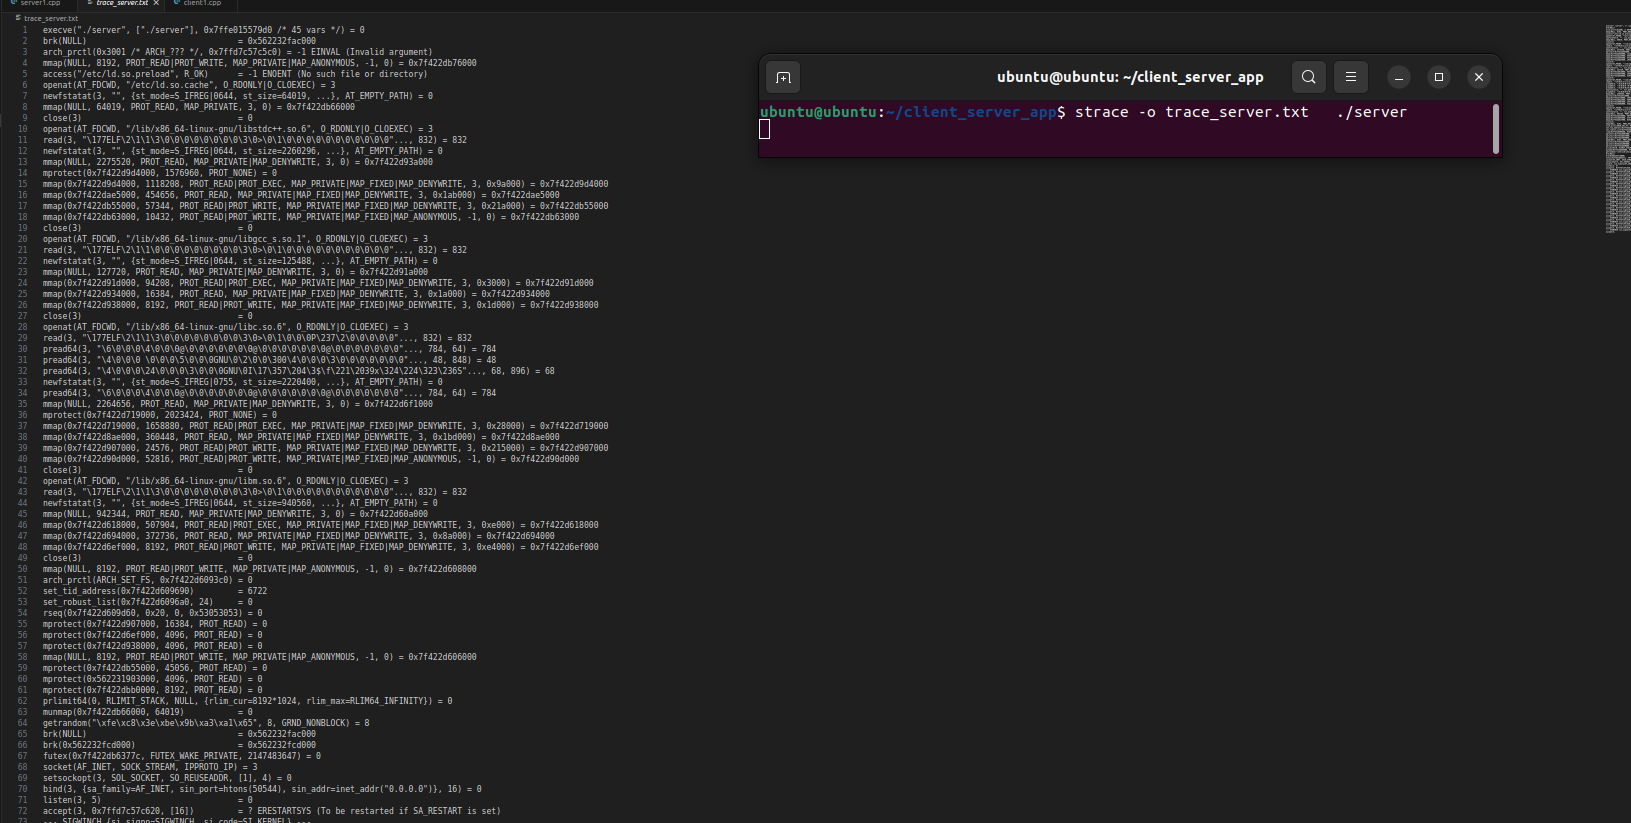 server1.cpp
trace_server.txt ×
client1.cpp
trace_server.txt
1 execve("./server", ["./server"], 0x7ffe015579d0 /* 45 vars */) = 0
2 brk(NULL) = 0x562232fac000
3 arch_prctl(0x3001 /* ARCH_??? */, 0x7ffd7c57c5c0) = -1 EINVAL (Invalid argument)
4 mmap(NULL, 8192, PROT_READ|PROT_WRITE, MAP_PRIVATE|MAP_ANONYMOUS, -1, 0) = 0x7f422db76000
5 access("/etc/ld.so.preload", R_OK) = -1 ENOENT (No such file or directory)
6 openat(AT_FDCWD, "/etc/ld.so.cache", O_RDONLY|O_CLOEXEC) = 3
7 newfstatat(3, "", {st_mode=S_IFREG|0644, st_size=64019, ...}, AT_EMPTY_PATH) = 0
8 mmap(NULL, 64019, PROT_READ, MAP_PRIVATE, 3, 0) = 0x7f422db66000
9 close(3) = 0
10 openat(AT_FDCWD, "/lib/x86_64-linux-gnu/libstdc++.so.6", O_RDONLY|O_CLOEXEC) = 3
11 read(3, "\177ELF\2\1\1\0\0\0\0\0\0\0\0\0\3\0>\0\1\0\0\0\0\0\0\0\0\0\0\0"..., 832) = 832
12 newfstatat(3, "", {st_mode=S_IFREG|0644, st_size=2260296, ...}, AT_EMPTY_PATH) = 0
13 mmap(NULL, 2275520, PROT_READ, MAP_PRIVATE|MAP_DENYWRITE, 3, 0) = 0x7f422d93a000
14 mprotect(0x7f422d9d4000, 1576960, PROT_NONE) = 0
15 mmap(0x7f422d9d4000, 1118208, PROT_READ|PROT_EXEC, MAP_PRIVATE|MAP_FIXED|MAP_DENYWRITE, 3, 0x9a000) = 0x7f422d9d4000
16 mmap(0x7f422dae5000, 454656, PROT_READ, MAP_PRIVATE|MAP_FIXED|MAP_DENYWRITE, 3, 0x1ab000) = 0x7f422dae5000
17 mmap(0x7f422db55000, 57344, PROT_READ|PROT_WRITE, MAP_PRIVATE|MAP_FIXED|MAP_DENYWRITE, 3, 0x21a000) = 0x7f422db55000
18 mmap(0x7f422db63000, 10432, PROT_READ|PROT_WRITE, MAP_PRIVATE|MAP_FIXED|MAP_ANONYMOUS, -1, 0) = 0x7f422db63000
19 close(3) = 0
20 openat(AT_FDCWD, "/lib/x86_64-linux-gnu/libgcc_s.so.1", O_RDONLY|O_CLOEXEC) = 3
21 read(3, "\177ELF\2\1\1\0\0\0\0\0\0\0\0\0\3\0>\0\1\0\0\0\0\0\0\0\0\0\0\0"..., 832) = 832
22 newfstatat(3, "", {st_mode=S_IFREG|0644, st_size=125488, ...}, AT_EMPTY_PATH) = 0
23 mmap(NULL, 127720, PROT_READ, MAP_PRIVATE|MAP_DENYWRITE, 3, 0) = 0x7f422d91a000
24 mmap(0x7f422d91d000, 94208, PROT_READ|PROT_EXEC, MAP_PRIVATE|MAP_FIXED|MAP_DENYWRITE, 3, 0x3000) = 0x7f422d91d000
25 mmap(0x7f422d934000, 16384, PROT_READ, MAP_PRIVATE|MAP_FIXED|MAP_DENYWRITE, 3, 0x1a000) = 0x7f422d934000
26 mmap(0x7f422d938000, 8192, PROT_READ|PROT_WRITE, MAP_PRIVATE|MAP_FIXED|MAP_DENYWRITE, 3, 0x1d000) = 0x7f422d938000
27 close(3) = 0
28 openat(AT_FDCWD, "/lib/x86_64-linux-gnu/libc.so.6", O_RDONLY|O_CLOEXEC) = 3
29 read(3, "\177ELF\2\1\1\3\0\0\0\0\0\0\0\0\3\0>\0\1\0\0\0P\237\2\0\0\0\0\0"..., 832) = 832
30 pread64(3, "\6\0\0\0\4\0\0\0@\0\0\0\0\0\0\0@\0\0\0\0\0\0\0@\0\0\0\0\0\0\0"..., 784, 64) = 784
31 pread64(3, "\4\0\0\0 \0\0\0\5\0\0\0GNU\0\2\0\0\300\4\0\0\0\3\0\0\0\0\0\0\0"..., 48, 848) = 48
32 pread64(3, "\4\0\0\0\24\0\0\0\3\0\0\0GNU\0I\17\357\204\3$\f\221\2039x\324\224\323\236S"..., 68, 896) = 68
33 newfstatat(3, "", {st_mode=S_IFREG|0755, st_size=2220400, ...}, AT_EMPTY_PATH) = 0
34 pread64(3, "\6\0\0\0\4\0\0\0@\0\0\0\0\0\0\0@\0\0\0\0\0\0\0@\0\0\0\0\0\0\0"..., 784, 64) = 784
35 mmap(NULL, 2264656, PROT_READ, MAP_PRIVATE|MAP_DENYWRITE, 3, 0) = 0x7f422d6f1000
36 mprotect(0x7f422d719000, 2023424, PROT_NONE) = 0
37 mmap(0x7f422d719000, 1658880, PROT_READ|PROT_EXEC, MAP_PRIVATE|MAP_FIXED|MAP_DENYWRITE, 3, 0x28000) = 0x7f422d719000
38 mmap(0x7f422d8ae000, 360448, PROT_READ, MAP_PRIVATE|MAP_FIXED|MAP_DENYWRITE, 3, 0x1bd000) = 0x7f422d8ae000
39 mmap(0x7f422d907000, 24576, PROT_READ|PROT_WRITE, MAP_PRIVATE|MAP_FIXED|MAP_DENYWRITE, 3, 0x215000) = 0x7f422d907000
40 mmap(0x7f422d90d000, 52816, PROT_READ|PROT_WRITE, MAP_PRIVATE|MAP_FIXED|MAP_ANONYMOUS, -1, 0) = 0x7f422d90d000
41 close(3) = 0
42 openat(AT_FDCWD, "/lib/x86_64-linux-gnu/libm.so.6", O_RDONLY|O_CLOEXEC) = 3
43 read(3, "\177ELF\2\1\1\3\0\0\0\0\0\0\0\0\3\0>\0\1\0\0\0\0\0\0\0\0\0\0\0"..., 832) = 832
44 newfstatat(3, "", {st_mode=S_IFREG|0644, st_size=940560, ...}, AT_EMPTY_PATH) = 0
45 mmap(NULL, 942344, PROT_READ, MAP_PRIVATE|MAP_DENYWRITE, 3, 0) = 0x7f422d60a000
46 mmap(0x7f422d618000, 507904, PROT_READ|PROT_EXEC, MAP_PRIVATE|MAP_FIXED|MAP_DENYWRITE, 3, 0xe000) = 0x7f422d618000
47 mmap(0x7f422d694000, 372736, PROT_READ, MAP_PRIVATE|MAP_FIXED|MAP_DENYWRITE, 3, 0x8a000) = 0x7f422d694000
48 mmap(0x7f422d6ef000, 8192, PROT_READ|PROT_WRITE, MAP_PRIVATE|MAP_FIXED|MAP_DENYWRITE, 3, 0xe4000) = 0x7f422d6ef000
49 close(3) = 0
50 mmap(NULL, 8192, PROT_READ|PROT_WRITE, MAP_PRIVATE|MAP_ANONYMOUS, -1, 0) = 0x7f422d608000
51 arch_prctl(ARCH_SET_FS, 0x7f422d6093c0) = 0
52 set_tid_address(0x7f422d609690) = 6722
53 set_robust_list(0x7f422d6096a0, 24) = 0
54 rseq(0x7f422d609d60, 0x20, 0, 0x53053053) = 0
55 mprotect(0x7f422d907000, 16384, PROT_READ) = 0
56 mprotect(0x7f422d6ef000, 4096, PROT_READ) = 0
57 mprotect(0x7f422d938000, 4096, PROT_READ) = 0
58 mmap(NULL, 8192, PROT_READ|PROT_WRITE, MAP_PRIVATE|MAP_ANONYMOUS, -1, 0) = 0x7f422d606000
59 mprotect(0x7f422db55000, 45056, PROT_READ) = 0
60 mprotect(0x562231903000, 4096, PROT_READ) = 0
61 mprotect(0x7f422dbb0000, 8192, PROT_READ) = 0
62 prlimit64(0, RLIMIT_STACK, NULL, {rlim_cur=8192*1024, rlim_max=RLIM64_INFINITY}) = 0
63 munmap(0x7f422db66000, 64019) = 0
64 getrandom("\xfe\xc8\x3e\xbe\x9b\xa3\xa1\x65", 8, GRND_NONBLOCK) = 8
65 brk(NULL) = 0x562232fac000
66 brk(0x562232fcd000) = 0x562232fcd000
67 futex(0x7f422db6377c, FUTEX_WAKE_PRIVATE, 2147483647) = 0
68 socket(AF_INET, SOCK_STREAM, IPPROTO_IP) = 3
69 setsockopt(3, SOL_SOCKET, SO_REUSEADDR, [1], 4) = 0
70 bind(3, {sa_family=AF_INET, sin_port=htons(50544), sin_addr=inet_addr("0.0.0.0")}, 16) = 0
71 listen(3, 5) = 0
72 accept(3, 0x7ffd7c57c620, [16]) = ? ERESTARTSYS (To be restarted if SA_RESTART is set)
73 --- SIGWINCH {si_signo=SIGWINCH, si_code=SI_KERNEL} ---
ubuntu@ubuntu: ~/client_server_app
ubuntu@ubuntu:~/client_server_app$ strace -o trace_server.txt ./server